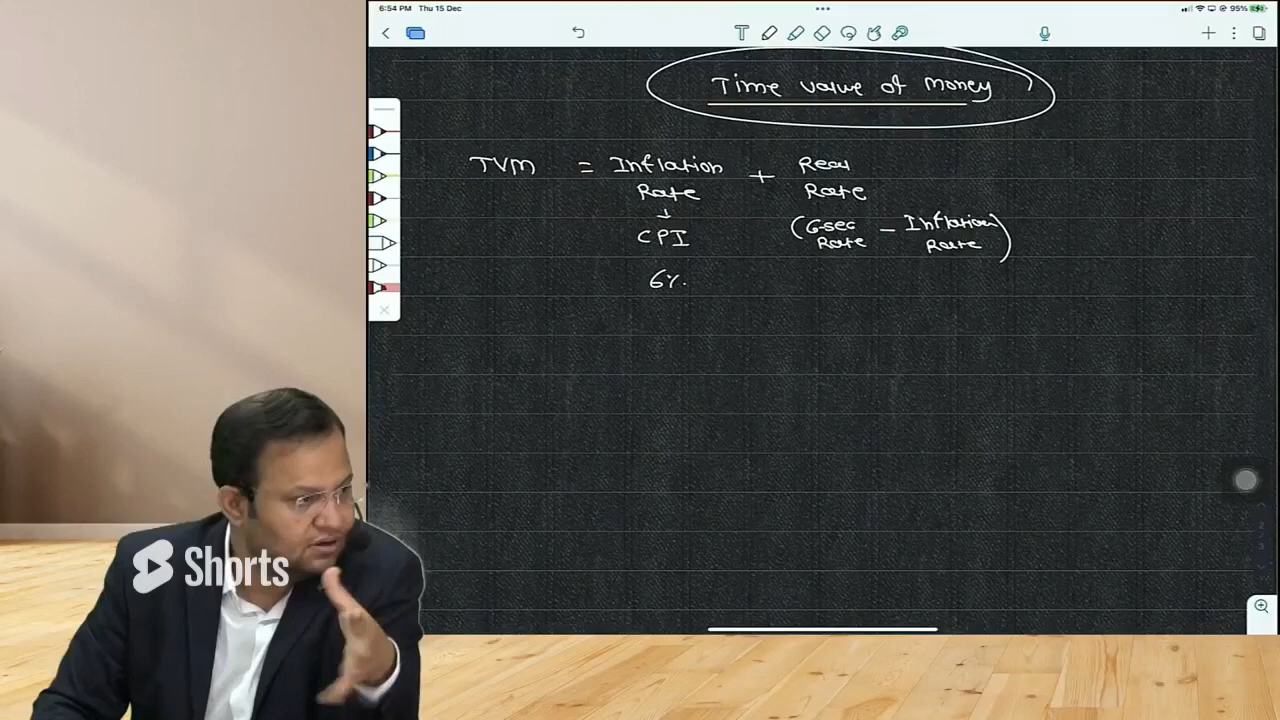 6:54 PM Thu 15 Dec
95%
T
Time value of money
TVM = Inflation Rate + Real Rate
CPI
(G-sec Rate - Inflation Rate)
6%.
Shorts